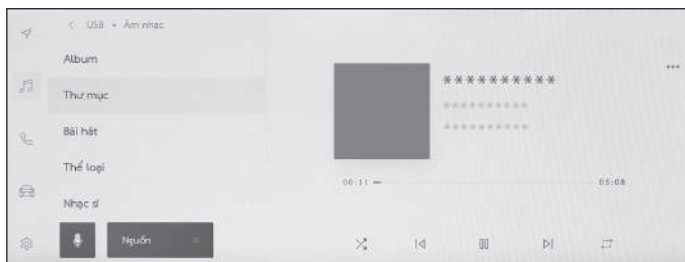 USB • Âm nhạc
Album
Thư mục
Bài hát
Thể loại
Nhạc sĩ
Nguồn
**********
**********
**********
00:11
05:08